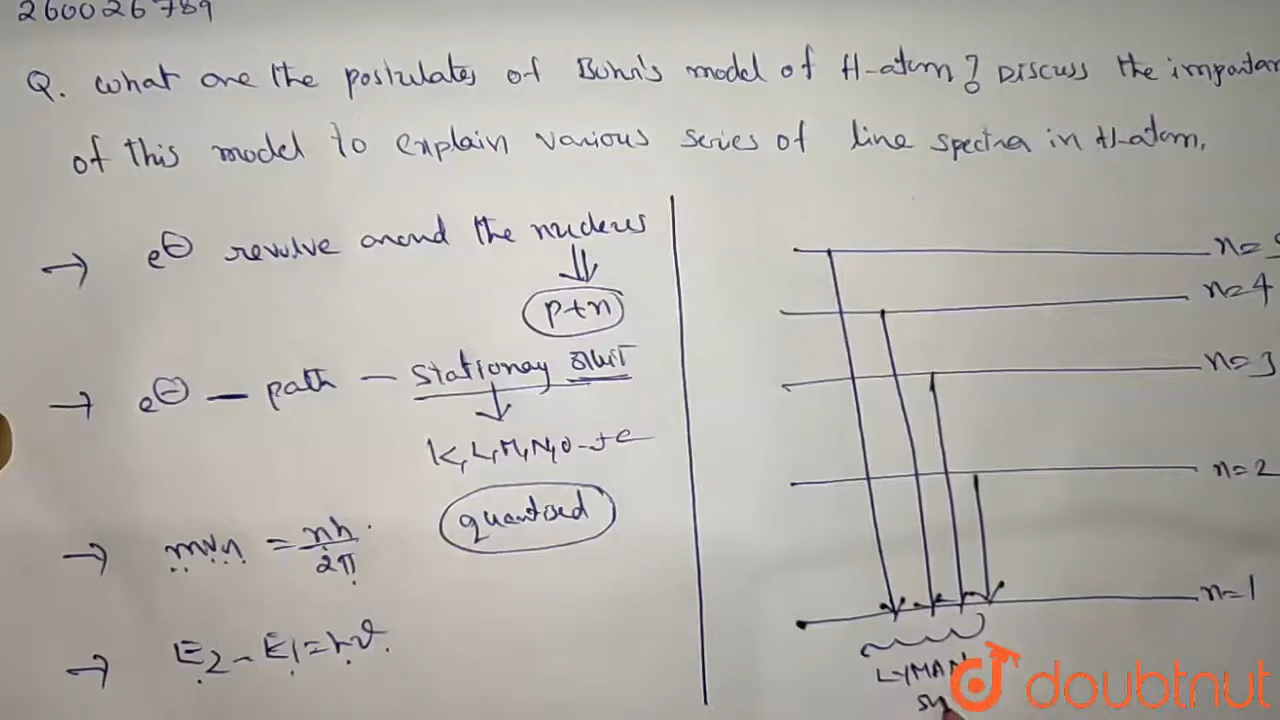 260026789
Q. What are the postulates of Bohr's model of H-atom? Discuss the importan
of this model to explain various series of line spectra in H-atom.
→ e⊖ revolve around the nucleus
p+n
→ e⊖ — path — stationary orbit
K, L, M, N, O
quantised
→ mvr = nh/2π
→ E2 - E1 = hν
n=5
n=4
n=3
n=2
n=1
LYMAN
doubtnut